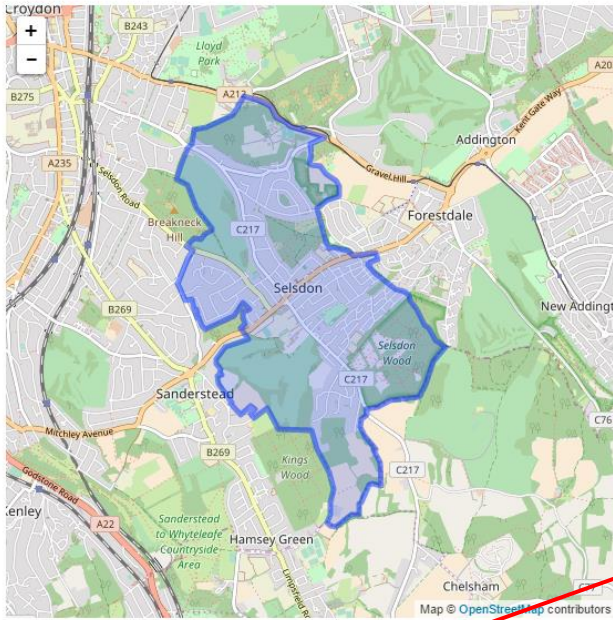 Croydon
+
−
B243
Lloyd
Park
B275
A212
A20
Kent Gate Way
Addington
A235
Selsdon Road
Gravel Hill
Forestdale
Breakneck
Hill
C217
Selsdon
New Addingt
B269
Selsdon
Wood
C217
Sanderstead
Mitchley Avenue
C76
B269
Kings
Wood
C217
Godstone Road
A22
Kenley
Sanderstead
to Whyteleafe
Countryside
Area
Hamsey Green
Limpsfield Road
Chelsham
Map © OpenStreetMap contributors